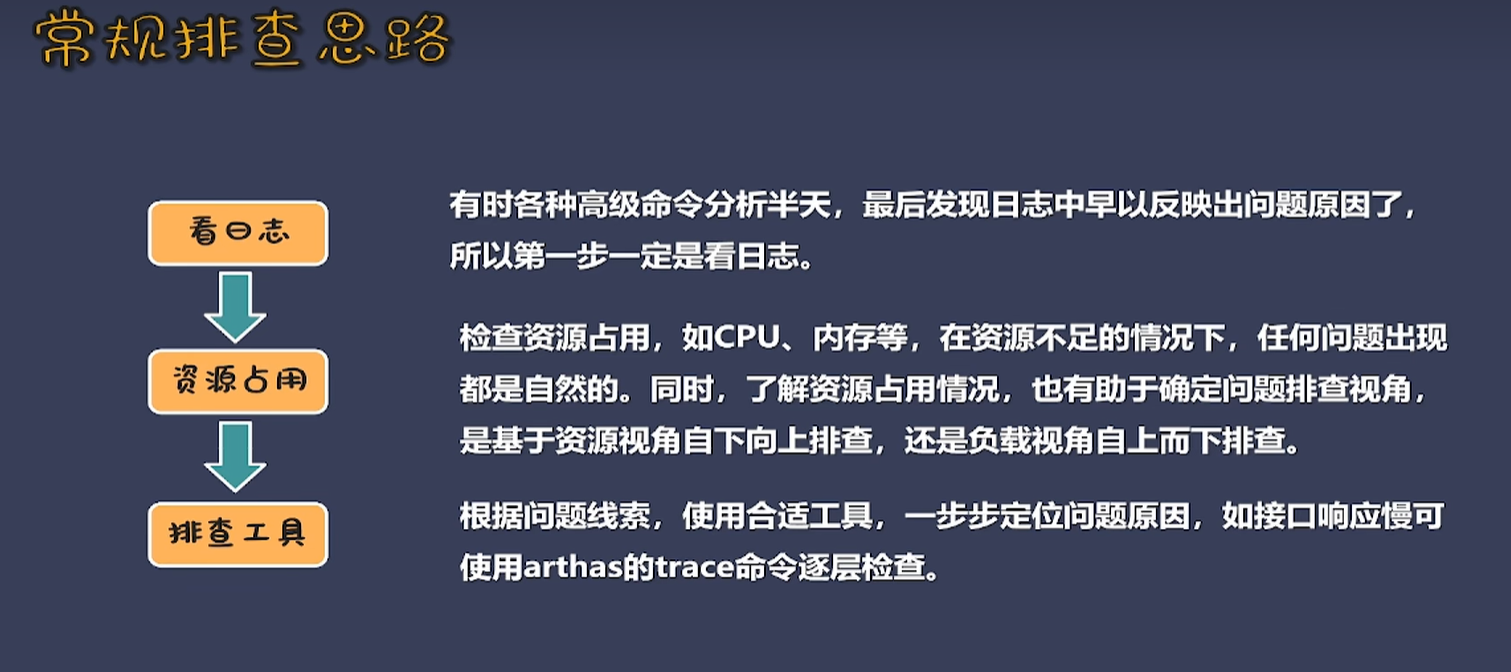 常规排查思路
看日志
有时各种高级命令分析半天，最后发现日志中早以反映出问题原因了，
所以第一步一定是看日志。
资源占用
检查资源占用，如CPU、内存等，在资源不足的情况下，任何问题出现
都是自然的。同时，了解资源占用情况，也有助于确定问题排查视角，
是基于资源视角自下向上排查，还是负载视角自上而下排查。
排查工具
根据问题线索，使用合适工具，一步步定位问题原因，如接口响应慢可
使用arthas的trace命令逐层检查。